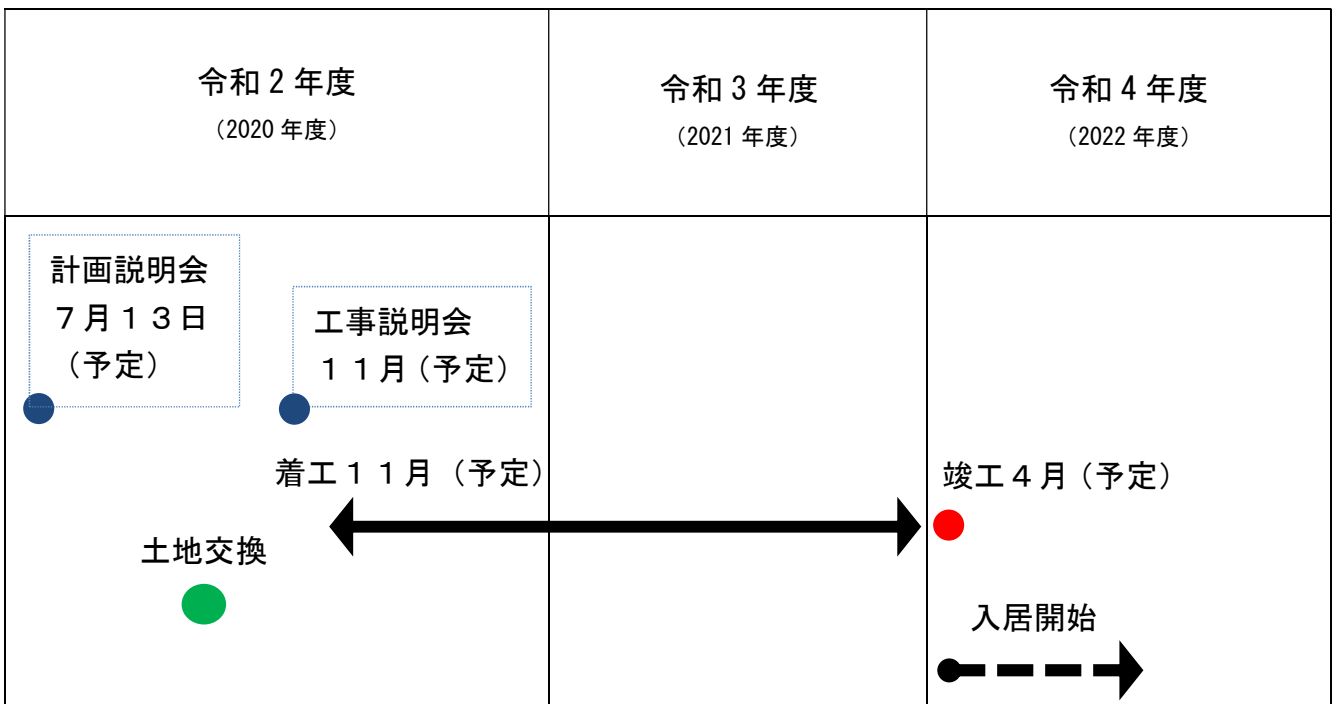 令和２年度
（2020 年度）
令和３年度
（2021 年度）
令和４年度
（2022 年度）
計画説明会
７月１３日
（予定）
工事説明会
１１月（予定）
着工１１月（予定）
竣工４月（予定）
土地交換
入居開始